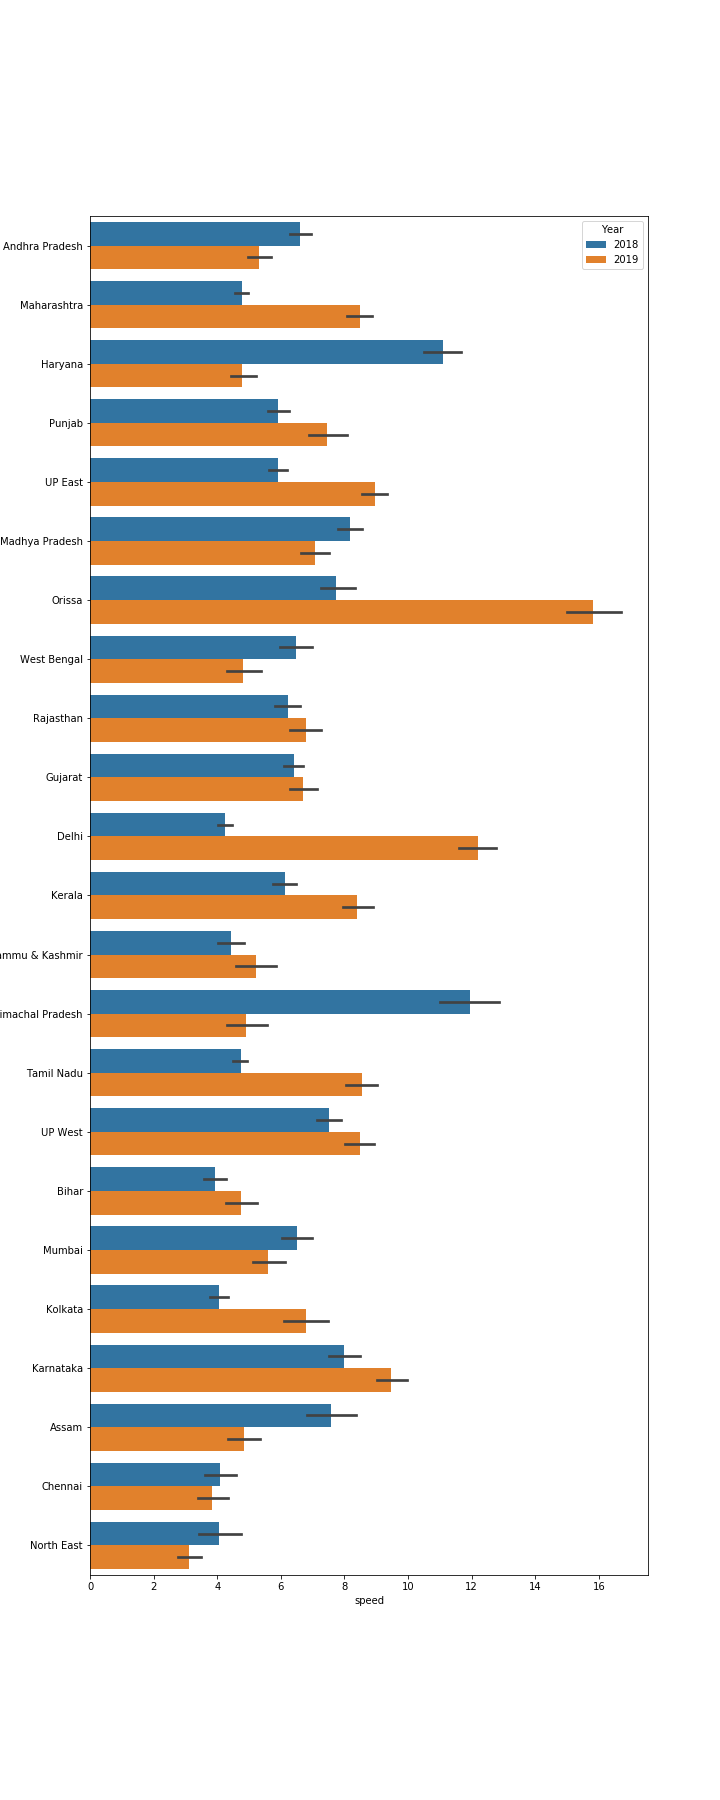 Year
2018
2019
Andhra Pradesh
Maharashtra
Haryana
Punjab
UP East
Madhya Pradesh
Orissa
West Bengal
Rajasthan
Gujarat
Delhi
Kerala
ammu & Kashmir
imachal Pradesh
Tamil Nadu
UP West
Bihar
Mumbai
Kolkata
Karnataka
Assam
Chennai
North East
0 2 4 6 8 10 12 14 16
speed